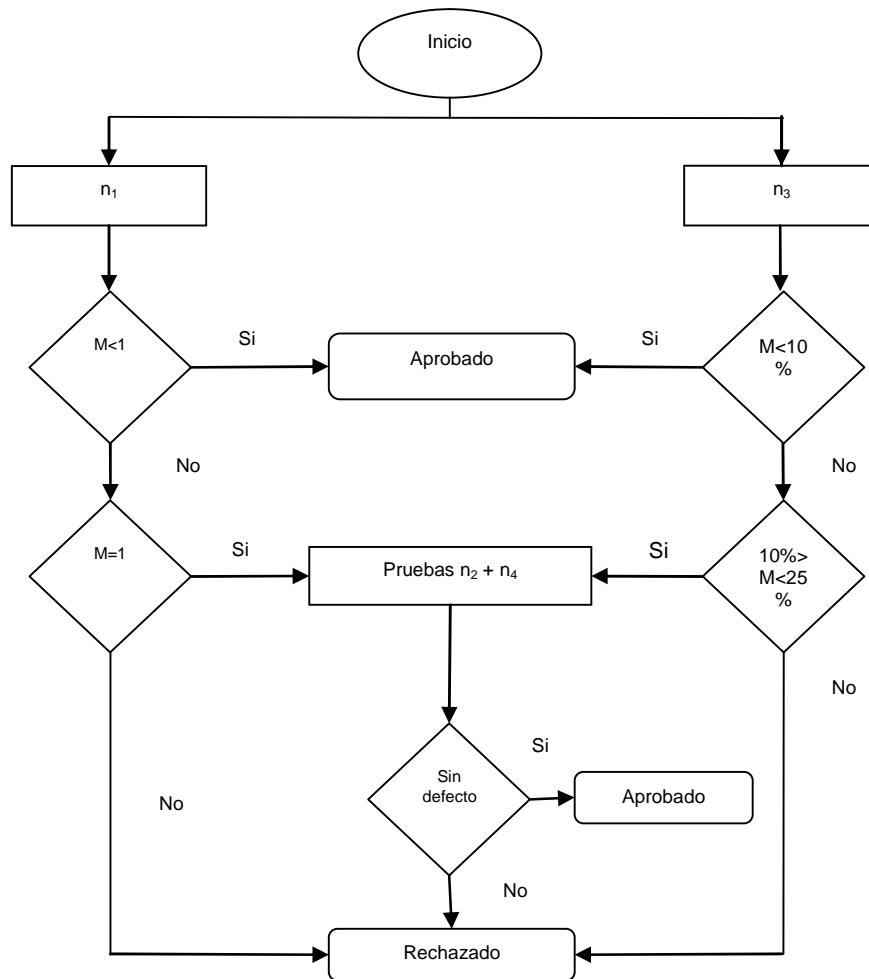 Inicio
n₁
n₃
M<1
Si
Aprobado
Si
M<10
%
No
No
M=1
Si
Pruebas n₂ + n₄
Si
10%>
M<25
%
No
Si
Sin
defecto
Aprobado
No
No
Rechazado